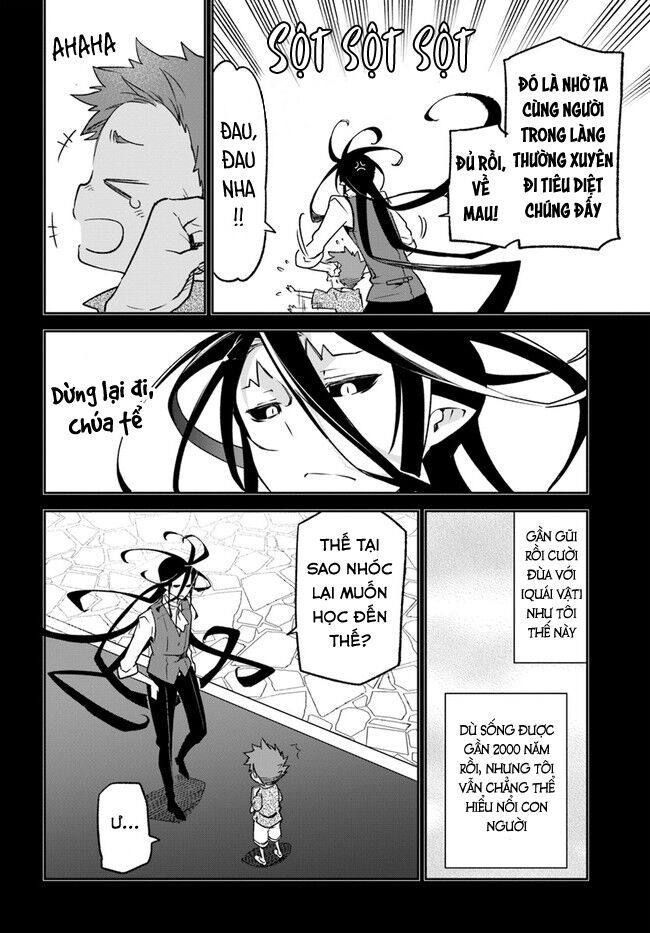 ĐÓ LÀ NHỜ TA
CÙNG NGƯỜI
TRONG LÀNG
THƯỜNG XUYÊN
ĐI TIÊU DIỆT
CHÚNG ĐẤY
ĐỦ RỒI,
VỀ
MAU!
SỘT SỘT SỘT
ĐAU,
ĐAU
NHA
!!
AHAHA
Dừng lại đi,
chúa tể
GẦN GŨI
RỒI CƯỜI
ĐÙA VỚI
[QUÁI VẬT]
NHƯ TÔI
THẾ NÀY
DÙ SỐNG ĐƯỢC
GẦN 2000 NĂM
RỒI, NHƯNG TÔI
VẪN CHẲNG THỂ
HIỂU NỔI CON
NGƯỜI
THẾ TẠI
SAO NHÓC
LẠI MUỐN
HỌC ĐẾN
THẾ?
Ư...